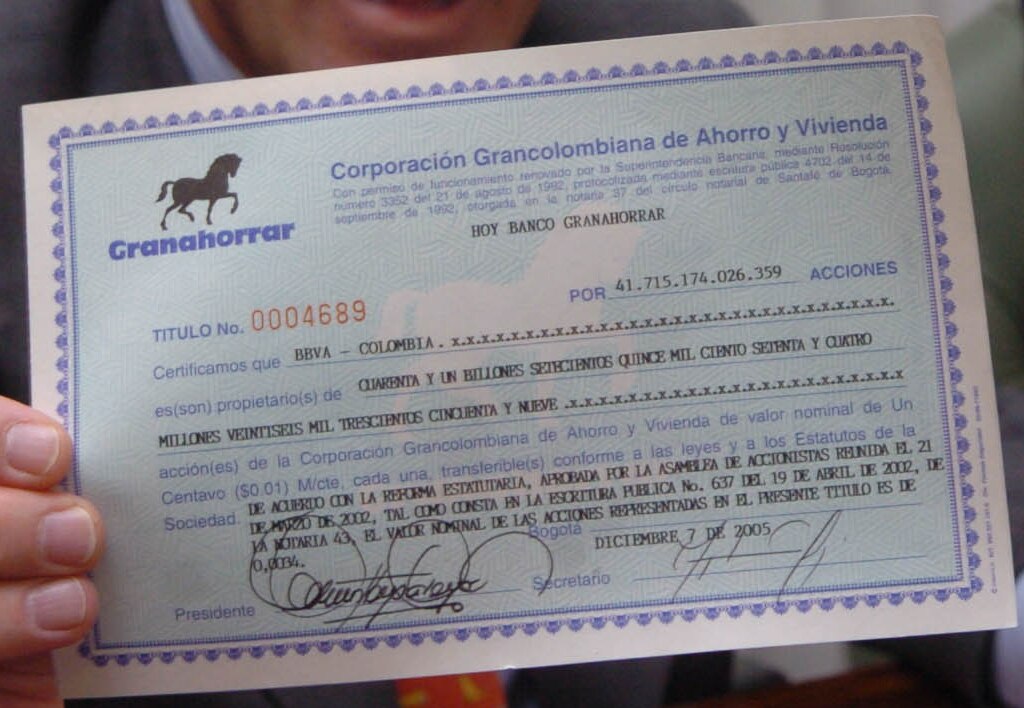 Granahorrar
Corporación Grancolombiana de Ahorro y Vivienda
Con permiso de funcionamiento renovado por la Superintendencia Bancaria, mediante Resolución
número 3352 del 21 de agosto de 1992, protocolizada mediante escritura pública 4702 del 14 de
septiembre de 1992, otorgada en la notaría 37 del círculo notarial de Santafé de Bogotá.
HOY BANCO GRANAHORRAR
TITULO No. 0004689
POR 41.715.174.026.359 ACCIONES
Certificamos que BBVA - COLOMBIA.x.x.x.x.x.x.x.x.x.x.x.x.x.x.x.x.x.x.x.x.x.x.x.x.x.x.x.x.x.x.
es(son) propietario(s) de CUARENTA Y UN BILLONES SETECIENTOS QUINCE MIL CIENTO SETENTA Y CUATRO
MILLONES VEINTISEIS MIL TRESCIENTOS CINCUENTA Y NUEVE .x.x.x.x.x.x.x.x.x.x.x.x.x.x.x.x.x.x.x.x.x.x.x
acción(es) de la Corporación Grancolombiana de Ahorro y Vivienda de valor nominal de Un
Centavo ($0.01) M/cte, cada una, transferible(s) conforme a las leyes y a los Estatutos de la
Sociedad. DE ACUERDO CON LA REFORMA ESTATUTARIA, APROBADA POR LA ASAMBLEA DE ACCIONISTAS REUNIDA EL 21
DE MARZO DE 2002, TAL COMO CONSTA EN LA ESCRITURA PUBLICA No. 637 DEL 19 DE ABRIL DE 2002, DE
LA NOTARIA 43, EL VALOR NOMINAL DE LAS ACCIONES REPRESENTADAS EN EL PRESENTE TITULO ES DE
0,0034.
Bogotá DICIEMBRE 7 DE 2005
Presidente
Secretario